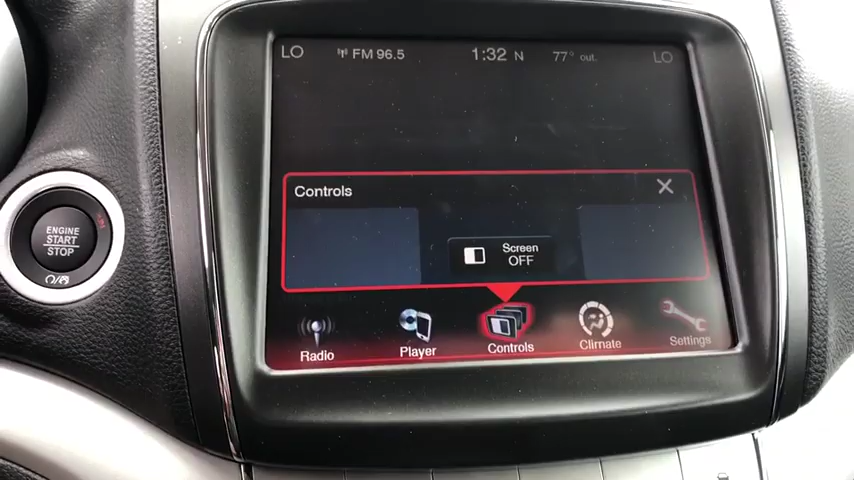 LO FM 96.5 1:32 N 77° out. LO
Controls
Screen
OFF
ENGINE
START
STOP
Radio Player Controls Climate Settings